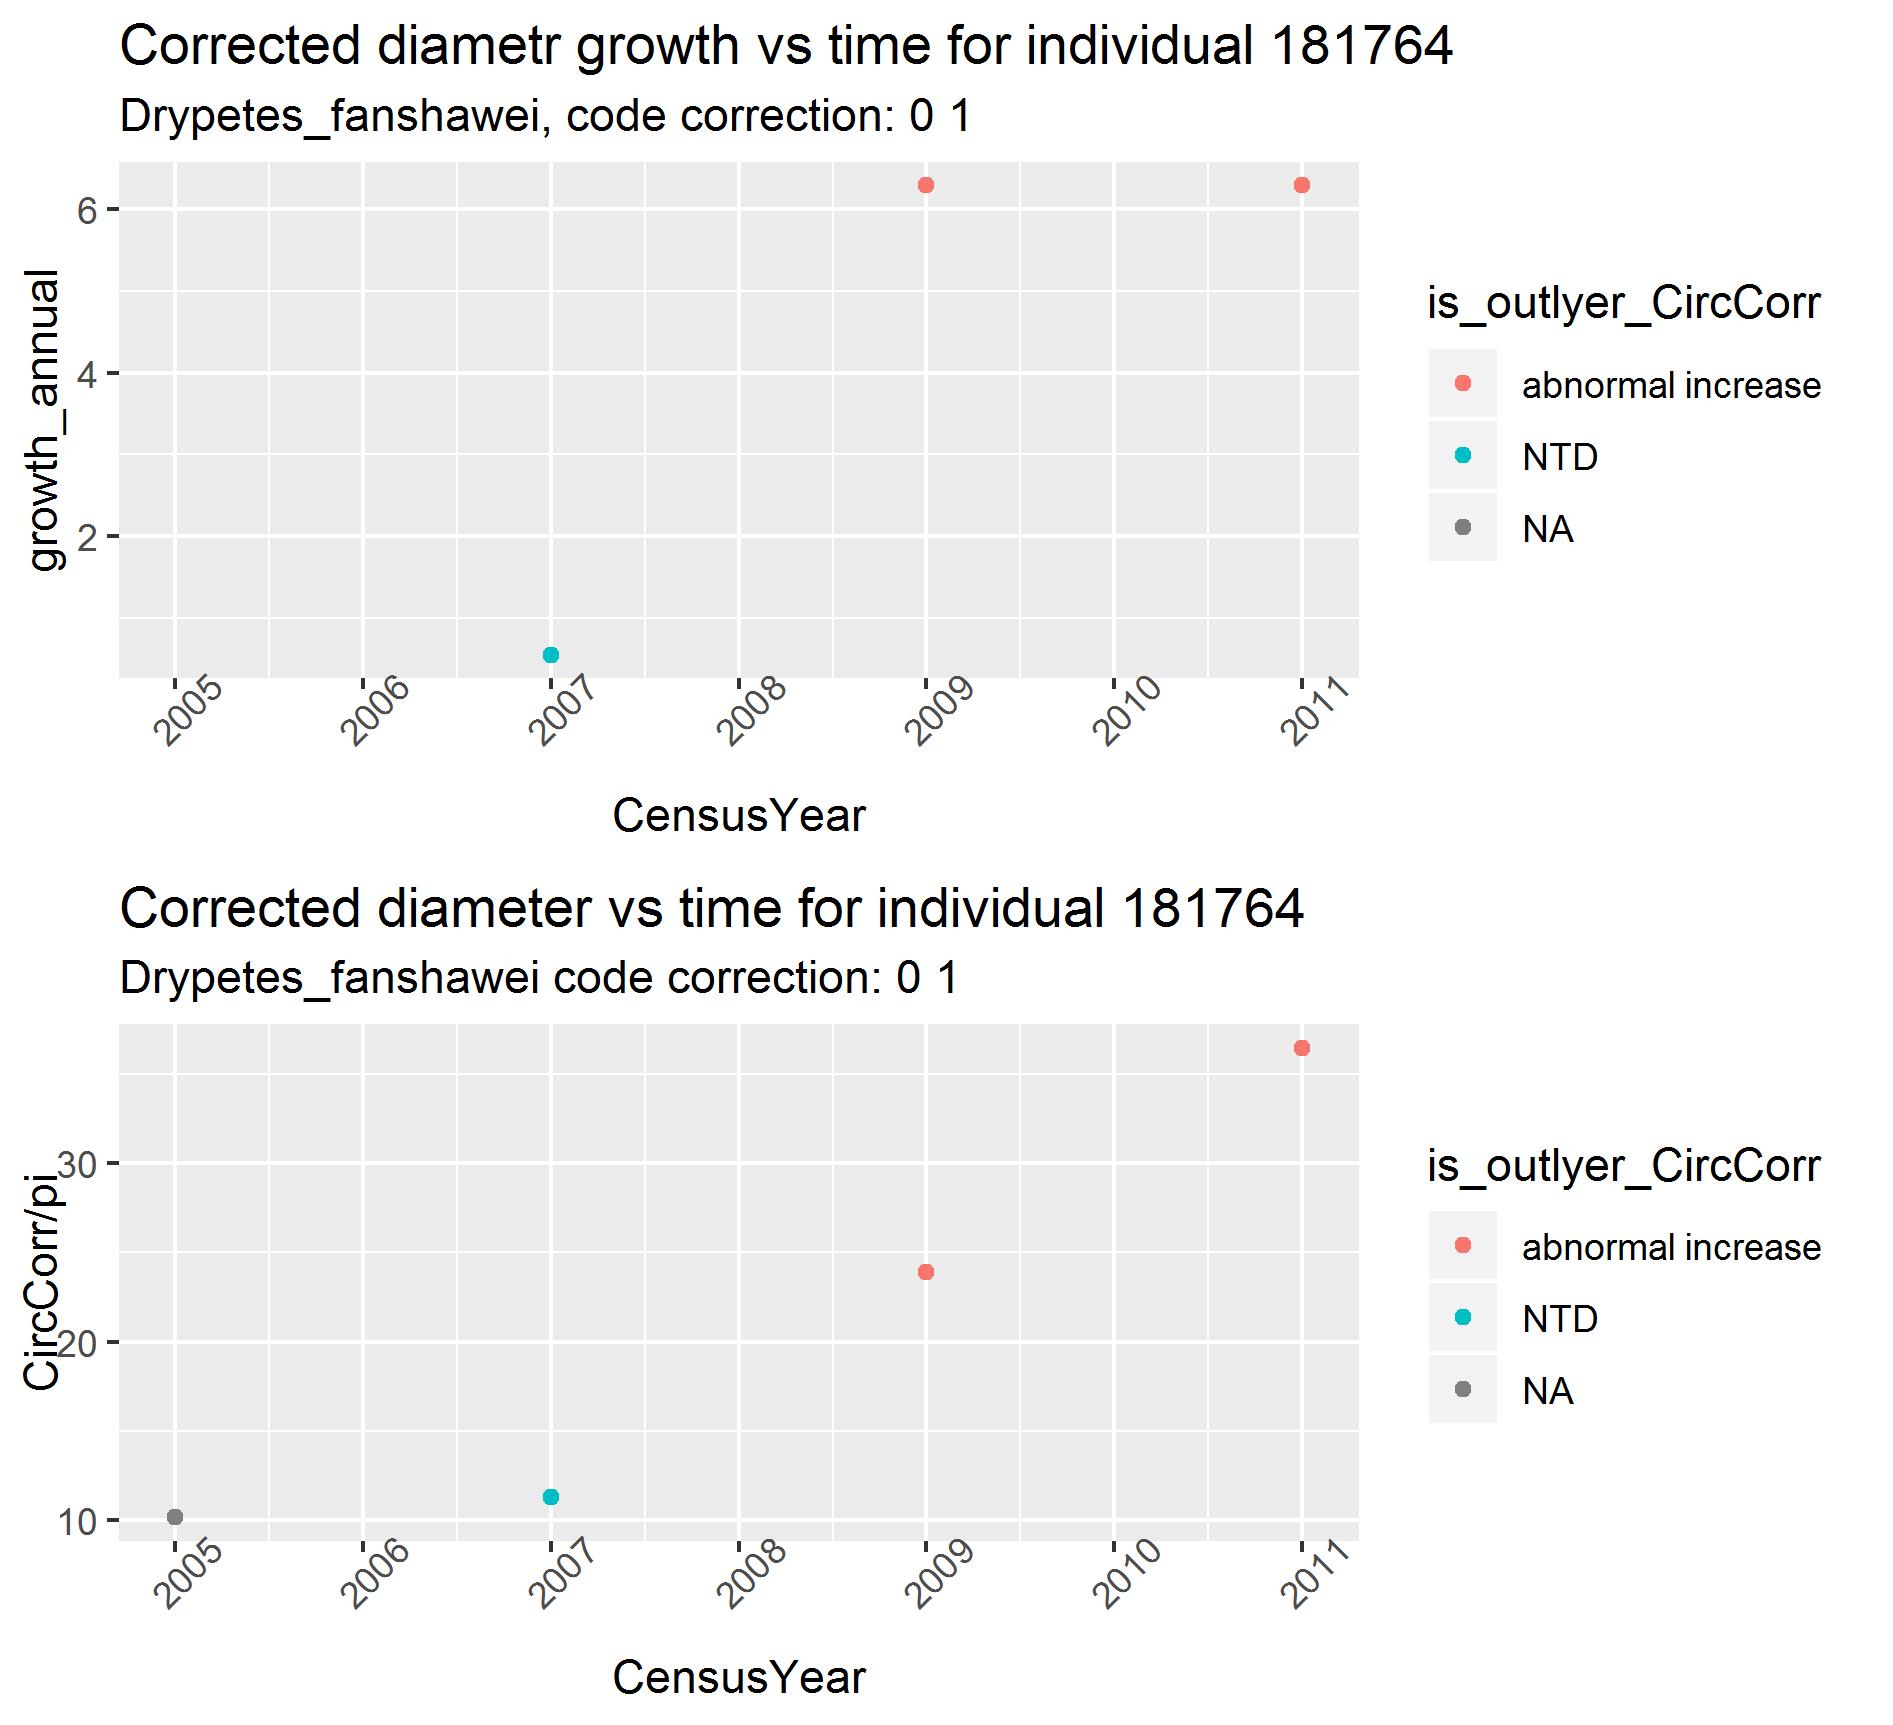 Corrected diametr growth vs time for individual 181764
Drypetes_fanshawei, code correction: 0 1
growth_annual
6
4
2
2005 2006 2007 2008 2009 2010 2011
CensusYear
is_outlyer_CircCorr
abnormal increase
NTD
NA
Corrected diameter vs time for individual 181764
Drypetes_fanshawei code correction: 0 1
CircCorr/pi
30
20
10
2005 2006 2007 2008 2009 2010 2011
CensusYear
is_outlyer_CircCorr
abnormal increase
NTD
NA